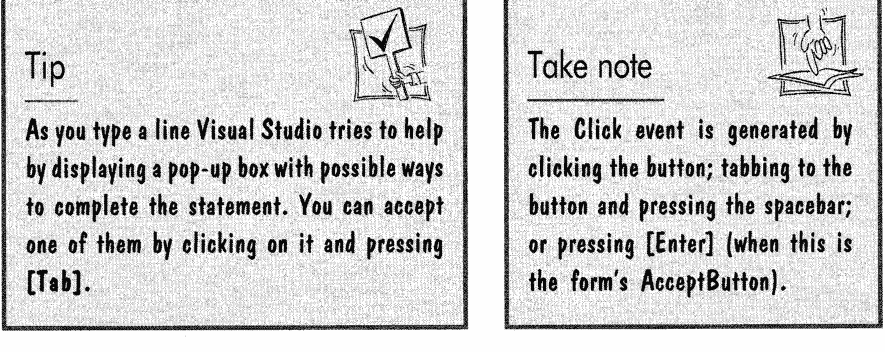 Tip
As you type a line Visual Studio tries to help
by displaying a pop-up box with possible ways
to complete the statement. You can accept
one of them by clicking on it and pressing
[Tab].
Take note
The Click event is generated by
clicking the button; tabbing to the
button and pressing the spacebar;
or pressing [Enter] (when this is
the form's AcceptButton).